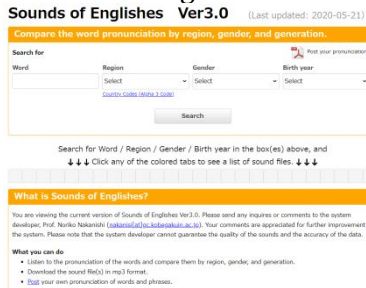 Sounds of Englishes Ver3.0 (Last updated: 2020-05-21)
Compare the word pronunciation by region, gender, and generation.
Search for Post your pronunciation
Word Region Gender Birth year
Select Select Select
Country Codes (Alpha 3 Code)
Search
Search for Word / Region / Gender / Birth year in the box(es) above, and
↓↓↓ Click any of the colored tabs to see a list of sound files. ↓↓↓
What is Sounds of Englishes?
You are viewing the current version of Sounds of Englishes Ver3.0. Please send any inquires or comments to the system
developer, Prof. Noriko Nakanishi (nakanisi[at]oc.kobegakuin.ac.jp). Your comments are appreciated for further improvement
the system. Please note that the system developer cannot guarantee the quality of the sounds and the accuracy of the data.
What you can do
• Listen to the pronunciation of the words and compare them by region, gender, and generation.
• Download the sound file(s) in mp3 format.
• Post your own pronunciation of words and phrases.